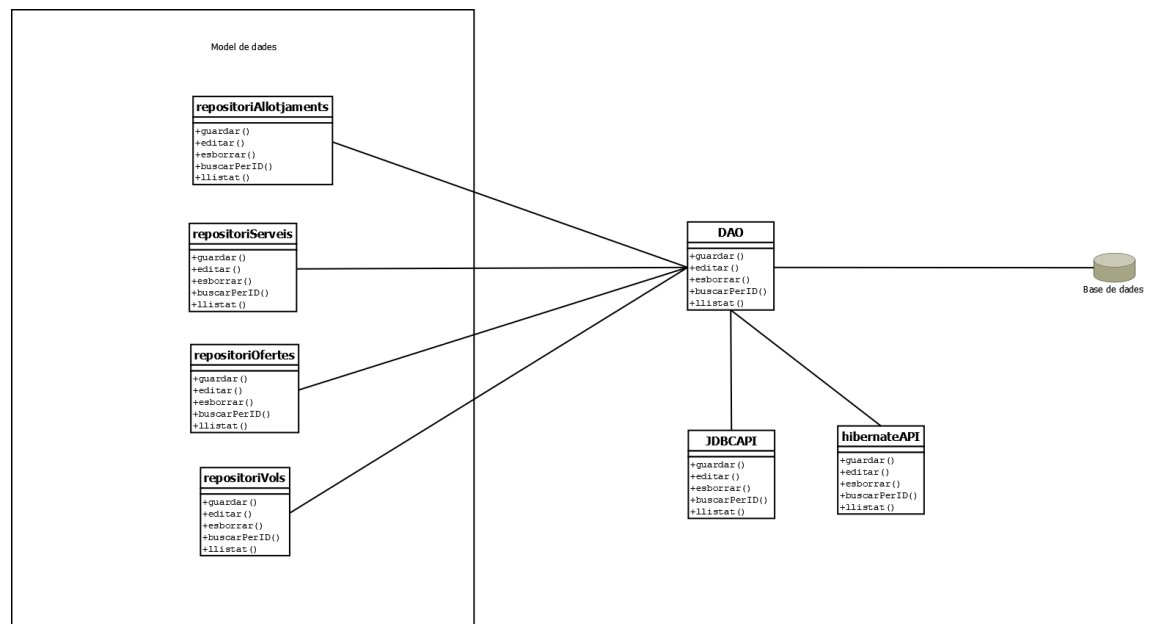 Model de dades
repositoriAllotjaments
+guardar()
+editar()
+esborrar()
+buscarPerID()
+llistat()
repositoriServeis
+guardar()
+editar()
+esborrar()
+buscarPerID()
+llistat()
repositoriOfertes
+guardar()
+editar()
+esborrar()
+buscarPerID()
+llistat()
repositoriVols
+guardar()
+editar()
+esborrar()
+buscarPerID()
+llistat()
DAO
+guardar()
+editar()
+esborrar()
+buscarPerID()
+llistat()
JDBCAPI
+guardar()
+editar()
+esborrar()
+buscarPerID()
+llistat()
hibernateAPI
+guardar()
+editar()
+esborrar()
+buscarPerID()
+llistat()
Base de dades